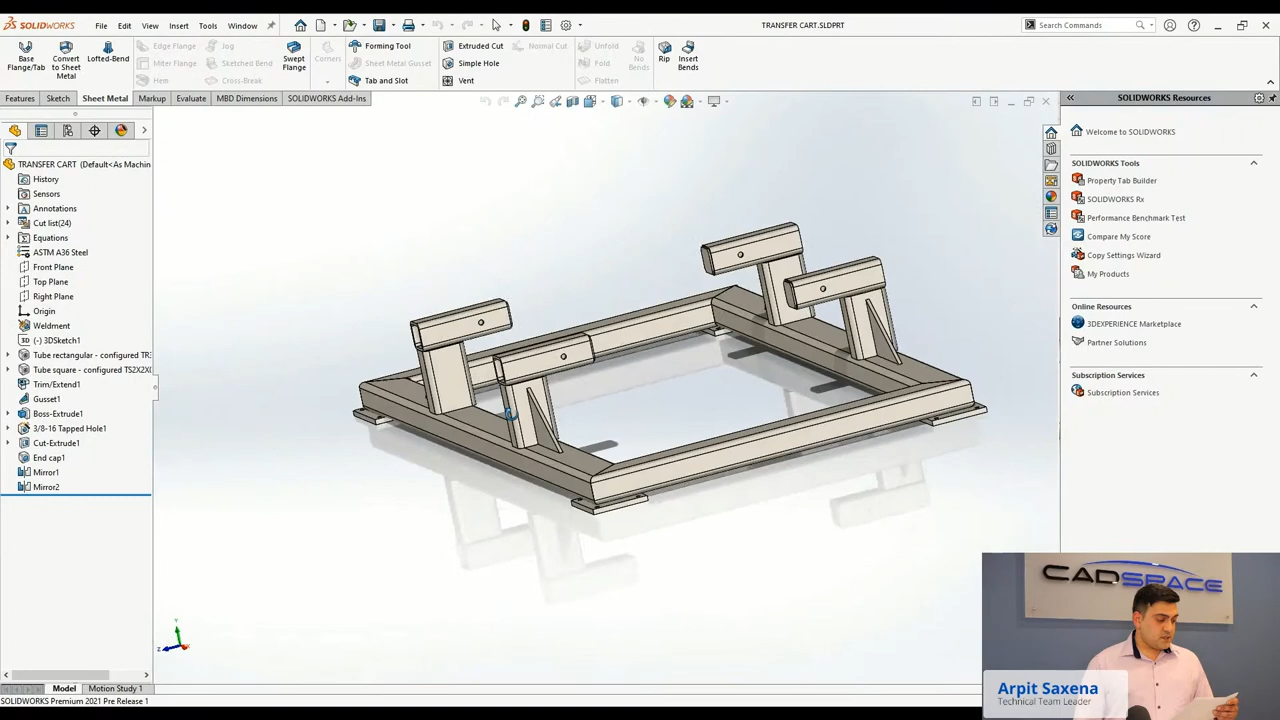 SOLIDWORKS File Edit View Insert Tools Window TRANSFER CART.SLDPRT Search Commands
Base Flange/Tab
Convert to Sheet Metal
Lofted-Bend
Edge Flange
Miter Flange
Hem
Jog
Sketched Bend
Cross-Break
Swept Flange
Corners
Forming Tool
Sheet Metal Gusset
Tab and Slot
Extruded Cut
Simple Hole
Vent
Normal Cut
Unfold
Fold
Flatten
No Bends
Rip
Insert Bends
Features Sketch Sheet Metal Markup Evaluate MBD Dimensions SOLIDWORKS Add-Ins
TRANSFER CART (Default<As Machin
History
Sensors
Annotations
Cut list(24)
Equations
ASTM A36 Steel
Front Plane
Top Plane
Right Plane
Origin
Weldment
(-) 3DSketch1
Tube rectangular - configured TR3
Tube square - configured TS2X2X(
Trim/Extend1
Gusset1
Boss-Extrude1
3/8-16 Tapped Hole1
Cut-Extrude1
End cap1
Mirror1
Mirror2
SOLIDWORKS Resources
Welcome to SOLIDWORKS
SOLIDWORKS Tools
Property Tab Builder
SOLIDWORKS Rx
Performance Benchmark Test
Compare My Score
Copy Settings Wizard
My Products
Online Resources
3DEXPERIENCE Marketplace
Partner Solutions
Subscription Services
Subscription Services
Y
Z
X
CADSPACE
Arpit Saxena
Technical Team Leader
Model Motion Study 1
SOLIDWORKS Premium 2021 Pre Release 1